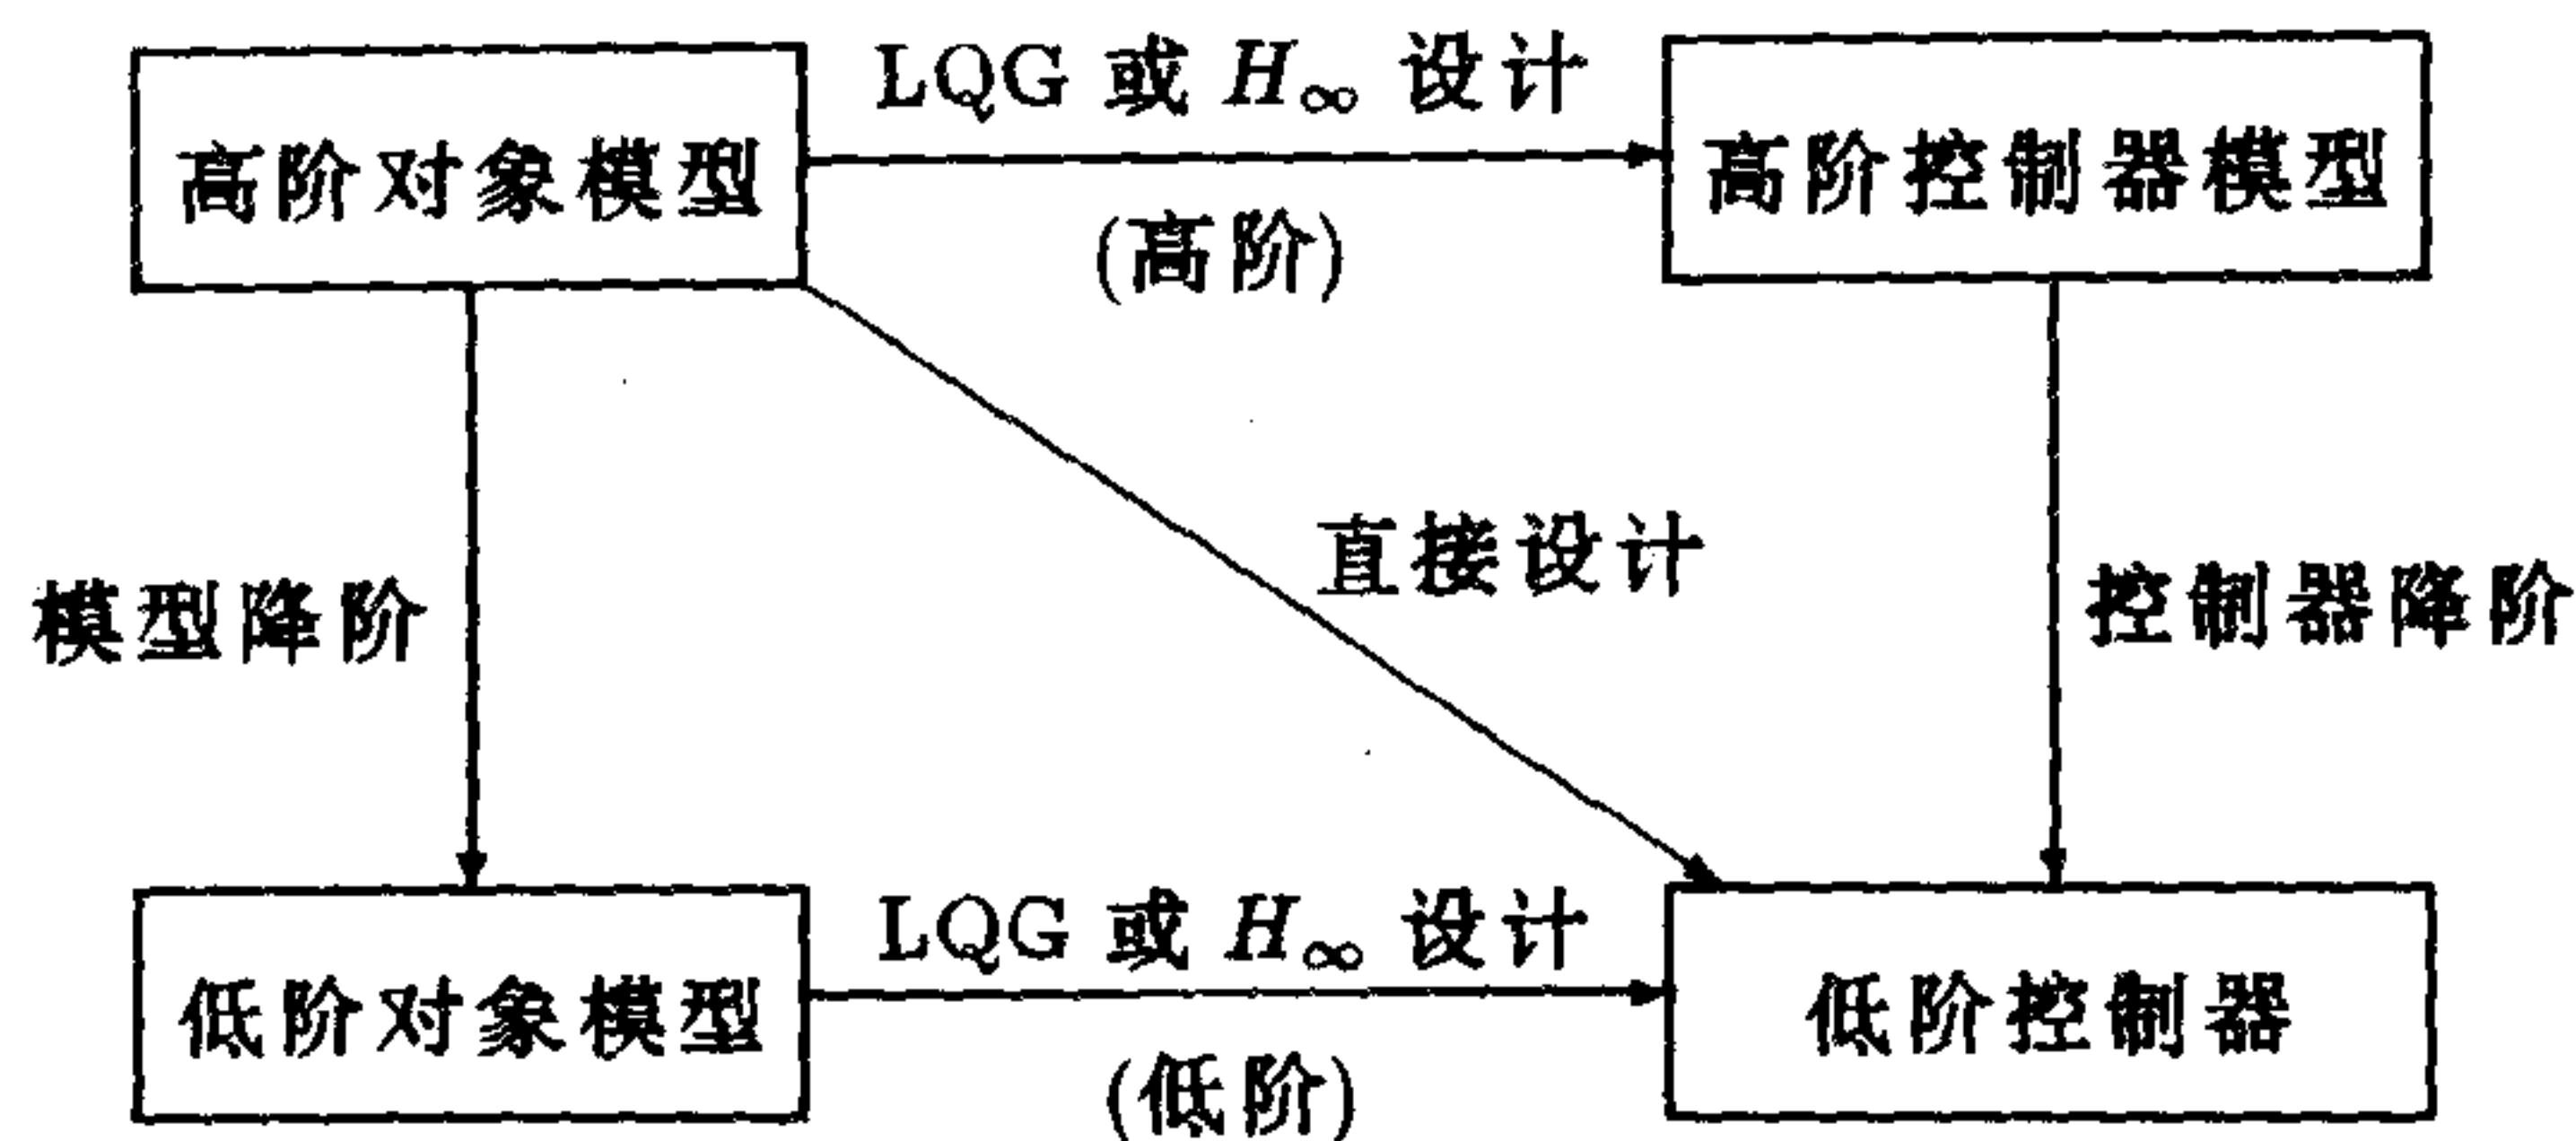 LQG 或 H∞ 设计
高阶对象模型
高阶控制器模型
(高阶)
直接设计
模型降阶
控制器降阶
LQG 或 H∞ 设计
低阶对象模型
低阶控制器
(低阶)